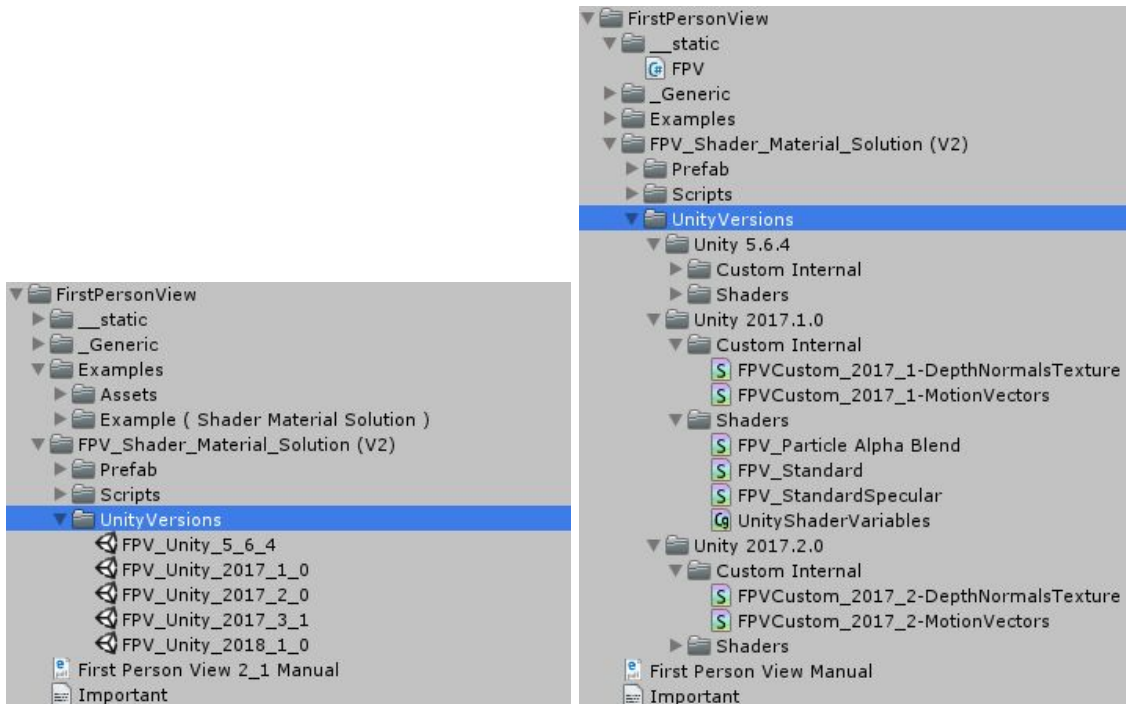 FirstPersonView
__static
_Generic
Examples
Assets
Example ( Shader Material Solution )
FPV_Shader_Material_Solution (V2)
Prefab
Scripts
UnityVersions
FPV_Unity_5_6_4
FPV_Unity_2017_1_0
FPV_Unity_2017_2_0
FPV_Unity_2017_3_1
FPV_Unity_2018_1_0
First Person View 2_1 Manual
Important
FirstPersonView
__static
FPV
_Generic
Examples
FPV_Shader_Material_Solution (V2)
Prefab
Scripts
UnityVersions
Unity 5.6.4
Custom Internal
Shaders
Unity 2017.1.0
Custom Internal
FPVCustom_2017_1-DepthNormalsTexture
FPVCustom_2017_1-MotionVectors
Shaders
FPV_Particle Alpha Blend
FPV_Standard
FPV_StandardSpecular
UnityShaderVariables
Unity 2017.2.0
Custom Internal
FPVCustom_2017_2-DepthNormalsTexture
FPVCustom_2017_2-MotionVectors
Shaders
First Person View Manual
Important